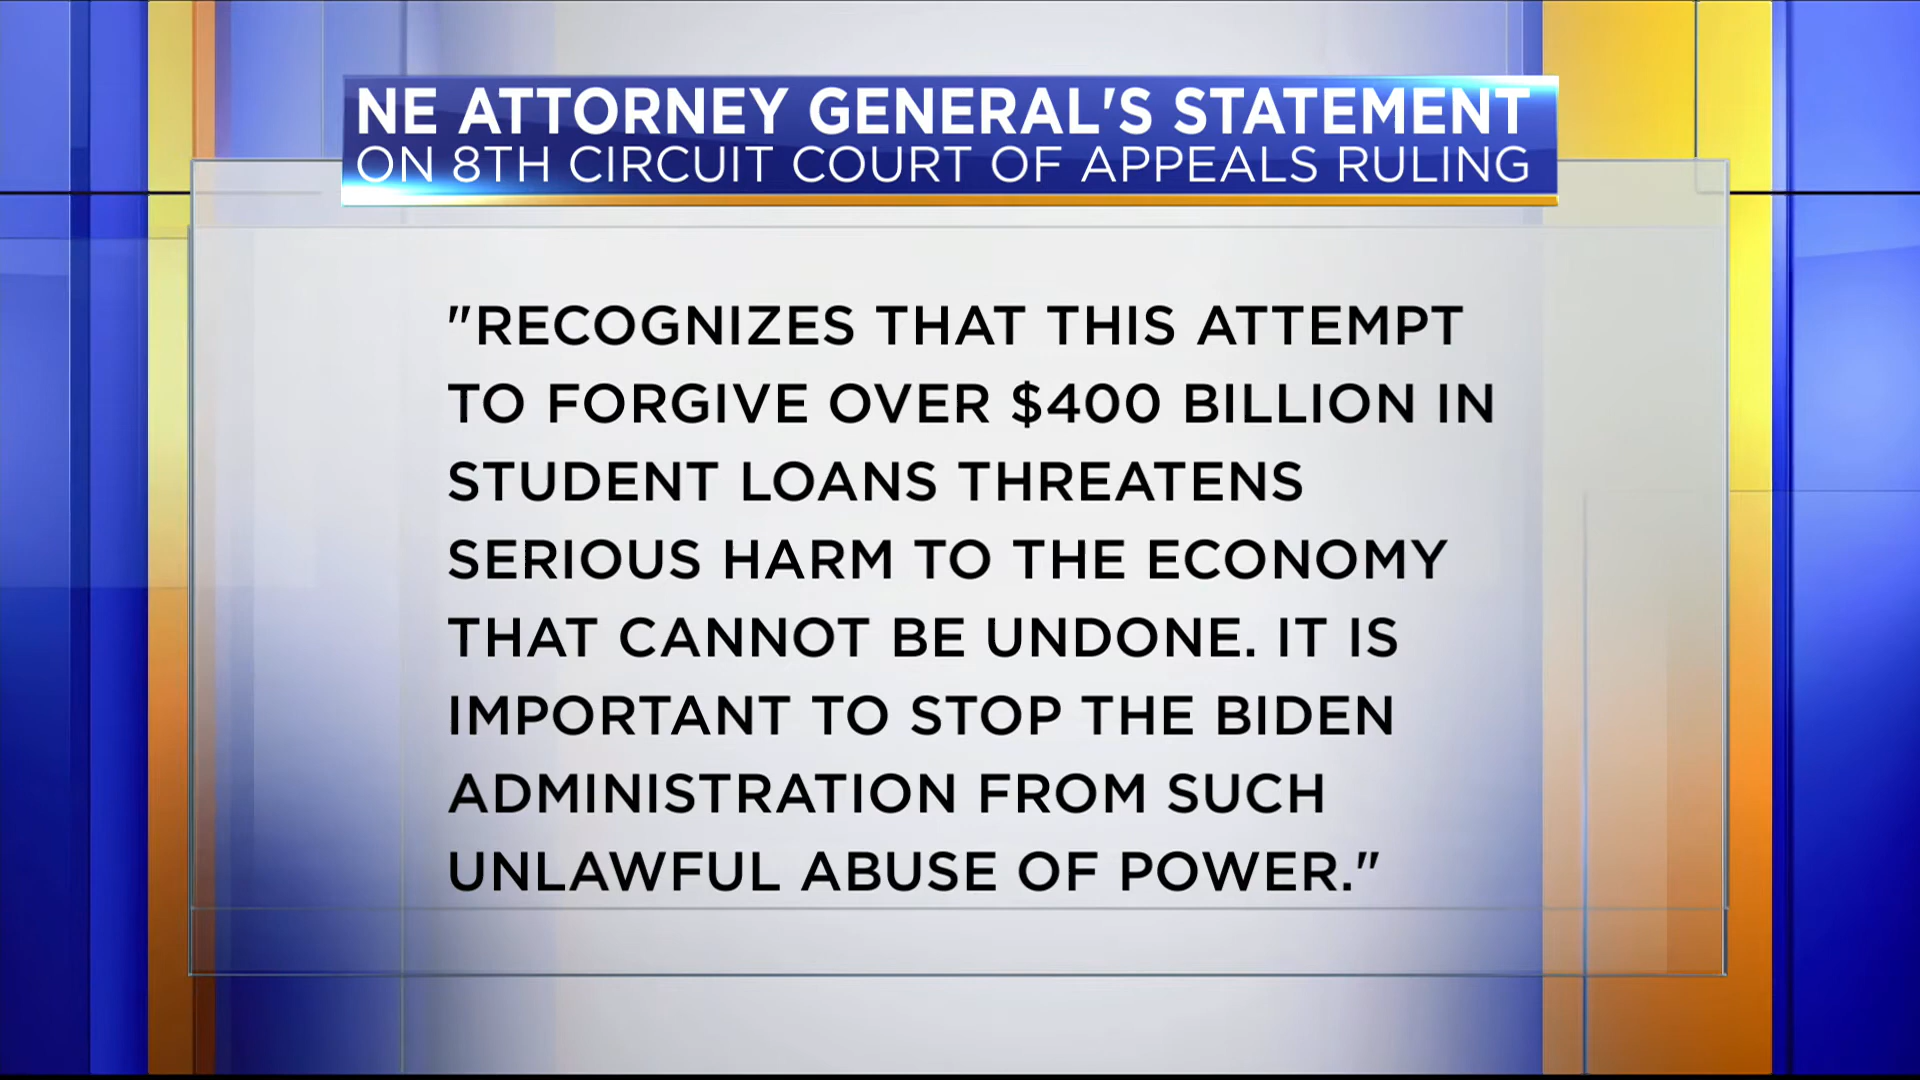 NE ATTORNEY GENERAL'S STATEMENT
ON 8TH CIRCUIT COURT OF APPEALS RULING
"RECOGNIZES THAT THIS ATTEMPT
TO FORGIVE OVER $400 BILLION IN
STUDENT LOANS THREATENS
SERIOUS HARM TO THE ECONOMY
THAT CANNOT BE UNDONE. IT IS
IMPORTANT TO STOP THE BIDEN
ADMINISTRATION FROM SUCH
UNLAWFUL ABUSE OF POWER."